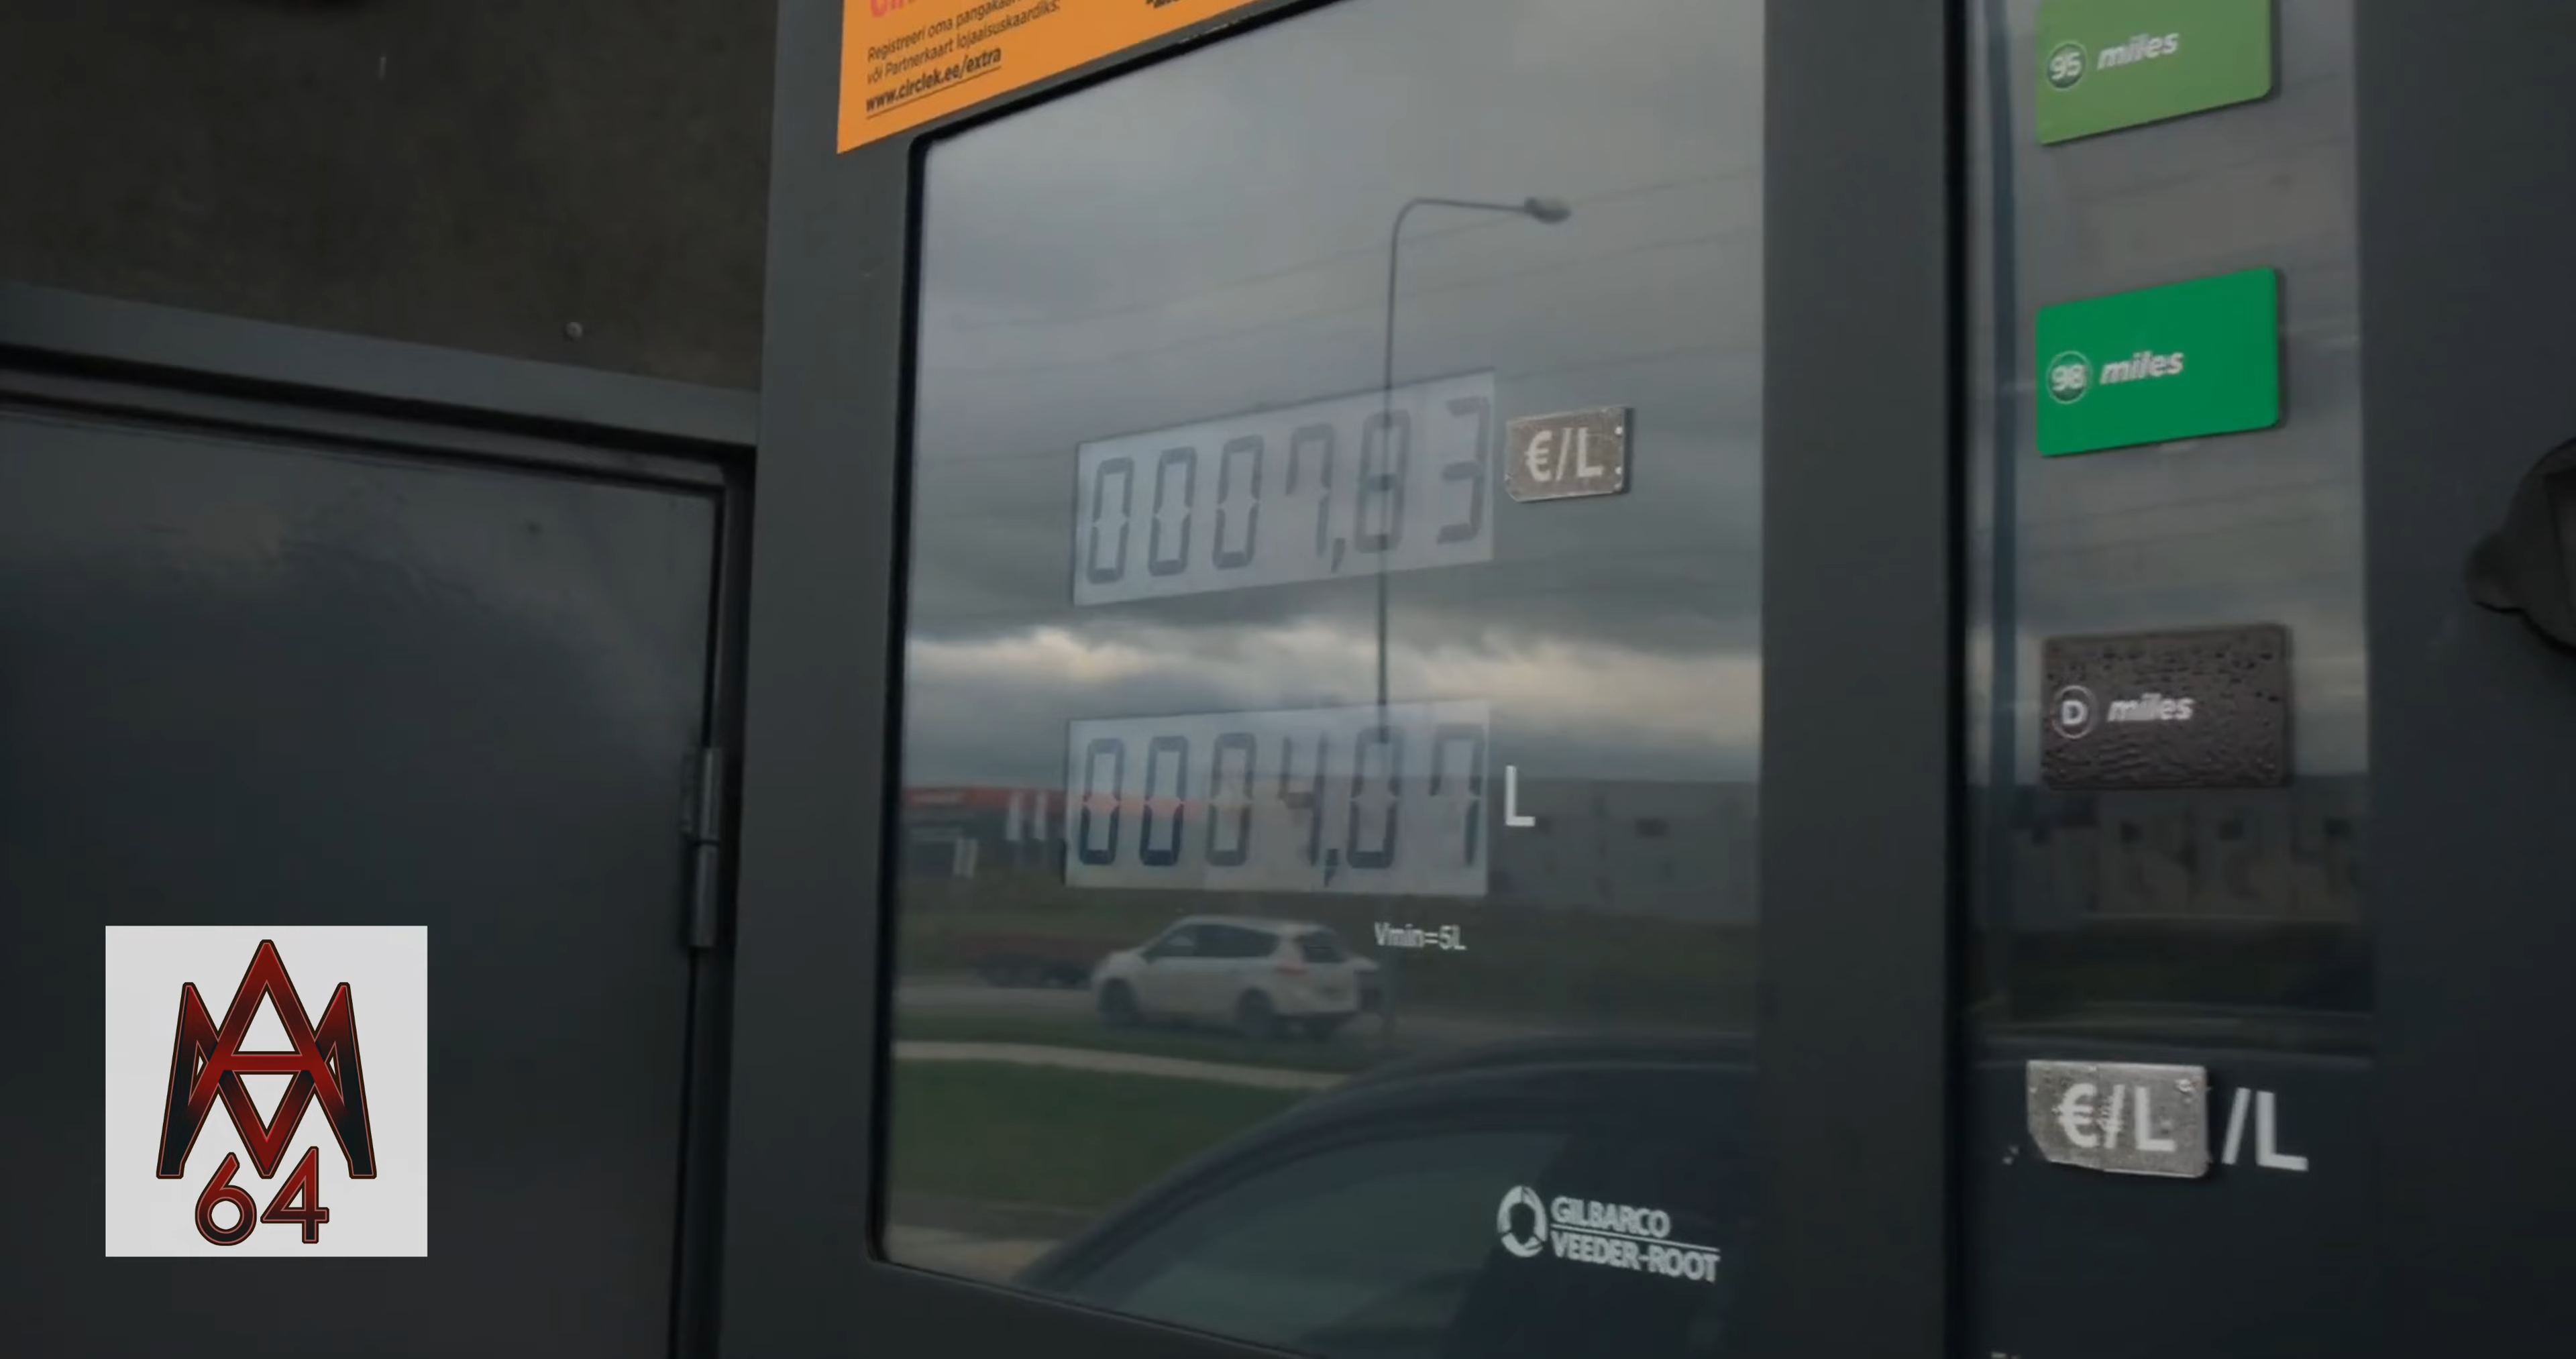 Registreeri oma pangakaart
või Partnerkaart lojaalsuskaardiks:
www.circlek.ee/extra
95 miles
98 miles
0007,83 €/L
D miles
0004,07 L
Vmin=5L
€/L /L
GILBARCO
VEEDER-ROOT
AM
64